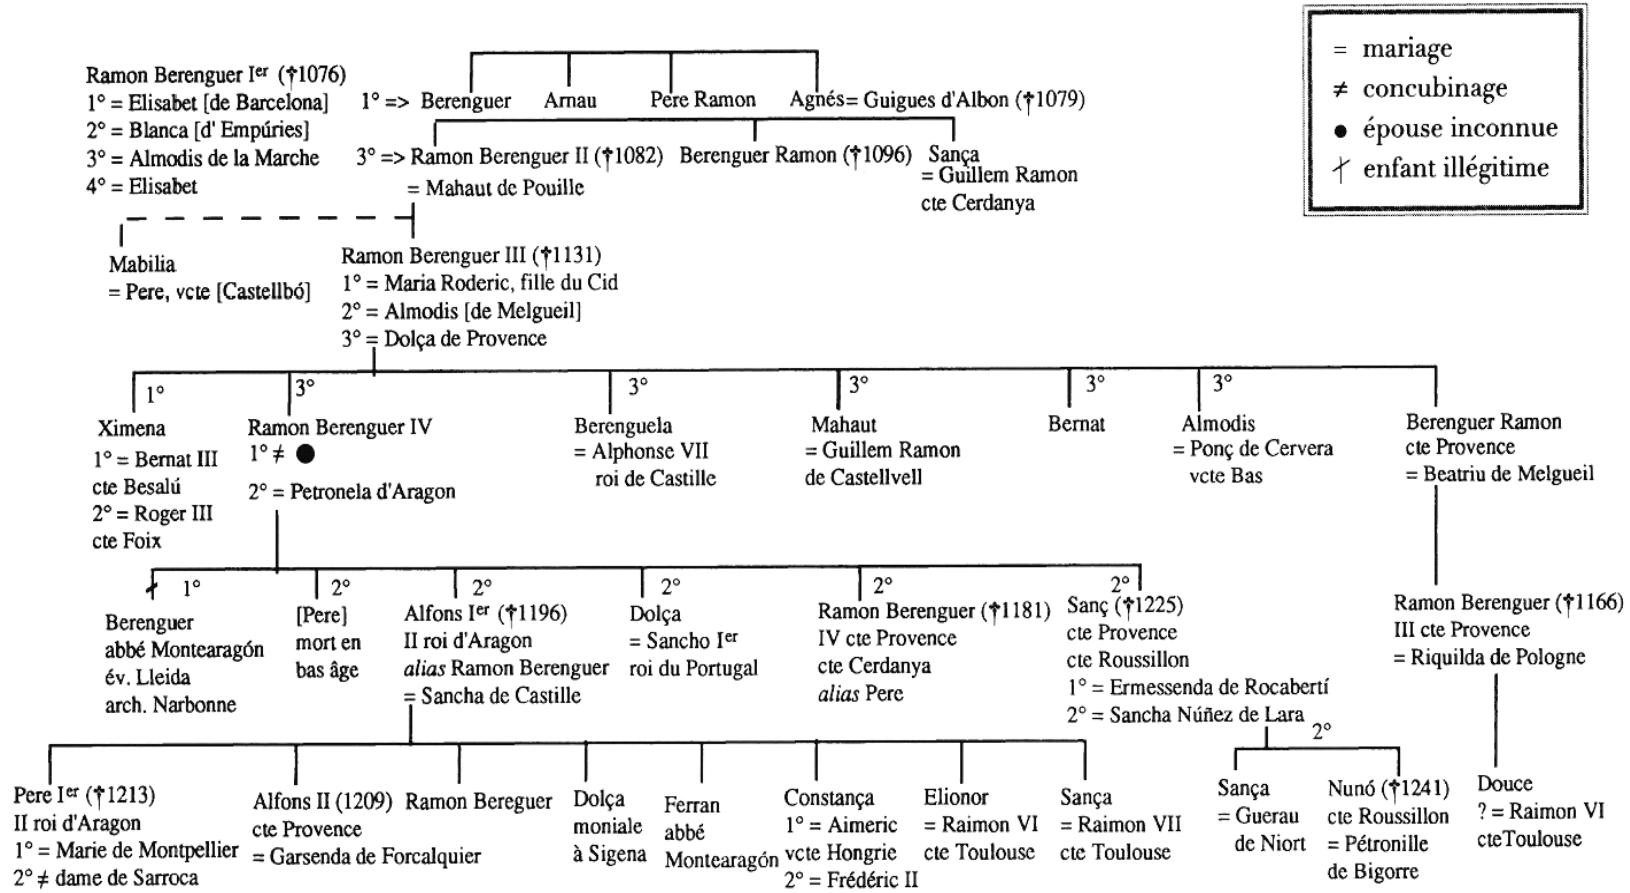 = mariage
≠ concubinage
● épouse inconnue
enfant illégitime
Ramon Berenguer Iᵉʳ (†1076)
1° = Elisabet [de Barcelona]
2° = Blanca [d' Empúries]
3° = Almodis de la Marche
4° = Elisabet
1° => Berenguer Arnau Pere Ramon Agnés= Guigues d'Albon (†1079)
3° => Ramon Berenguer II (†1082) Berenguer Ramon (†1096) Sança
= Mahaut de Pouille
= Guillem Ramon
cte Cerdanya
Mabilia
= Pere, vcte [Castellbó]
Ramon Berenguer III (†1131)
1° = Maria Roderic, fille du Cid
2° = Almodis [de Melgueil]
3° = Dolça de Provence
1°
Ximena
1° = Bernat III
cte Besalú
2° = Roger III
cte Foix
3°
Ramon Berenguer IV
1° ≠ ●
2° = Petronela d'Aragon
3°
Berenguela
= Alphonse VII
roi de Castille
3°
Mahaut
= Guillem Ramon
de Castellvell
3°
Bernat
3°
Almodis
= Ponç de Cervera
vcte Bas
Berenguer Ramon
cte Provence
= Beatriu de Melgueil
1°
Berenguer
abbé Montearagón
év. Lleida
arch. Narbonne
2°
[Pere]
mort en
bas âge
2°
Alfons Iᵉʳ (†1196)
II roi d'Aragon
alias Ramon Berenguer
= Sancha de Castille
2°
Dolça
= Sancho Iᵉʳ
roi du Portugal
2°
Ramon Berenguer (†1181)
IV cte Provence
cte Cerdanya
alias Pere
2°
Sanç (†1225)
cte Provence
cte Roussillon
1° = Ermessenda de Rocabertí
2° = Sancha Núñez de Lara
Ramon Berenguer (†1166)
III cte Provence
= Riquilda de Pologne
Pere Iᵉʳ (†1213)
II roi d'Aragon
1° = Marie de Montpellier
2° ≠ dame de Sarroca
Alfons II (1209)
cte Provence
= Garsenda de Forcalquier
Ramon Bereguer
Dolça
moniale
à Sigena
Ferran
abbé
Montearagón
Constança
1° = Aimeric
vcte Hongrie
2° = Frédéric II
Elionor
= Raimon VI
cte Toulouse
Sança
= Raimon VII
cte Toulouse
2°
Sança
= Guerau
de Niort
Nunó (†1241)
cte Roussillon
= Pétronille
de Bigorre
Douce
? = Raimon VI
cteToulouse